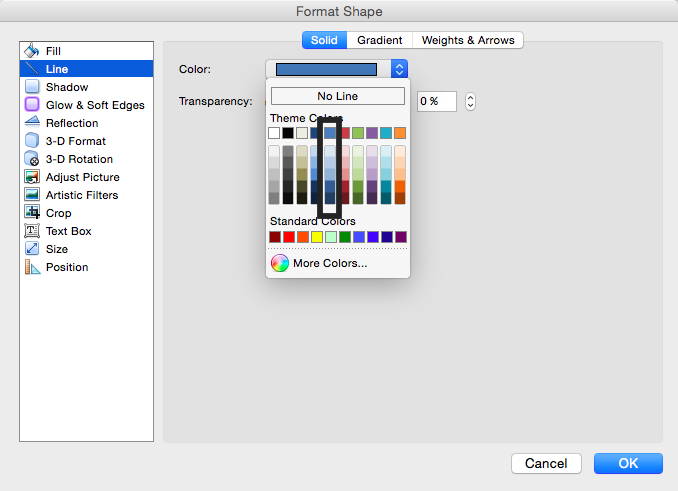 Format Shape
Fill
Line
Shadow
Glow & Soft Edges
Reflection
3-D Format
3-D Rotation
Adjust Picture
Artistic Filters
Crop
Text Box
Size
Position
Solid
Gradient
Weights & Arrows
Color:
Transparency:
0 %
No Line
Theme Colors
Standard Colors
More Colors...
Cancel
OK